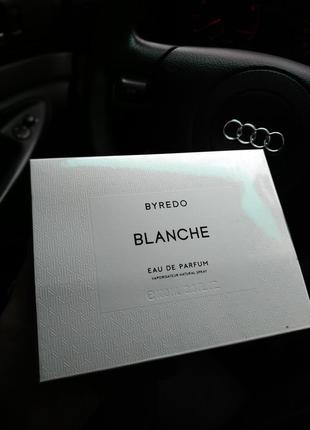 BYREDO
BLANCHE
EAU DE PARFUM
VAPORISATEUR NATURAL SPRAY